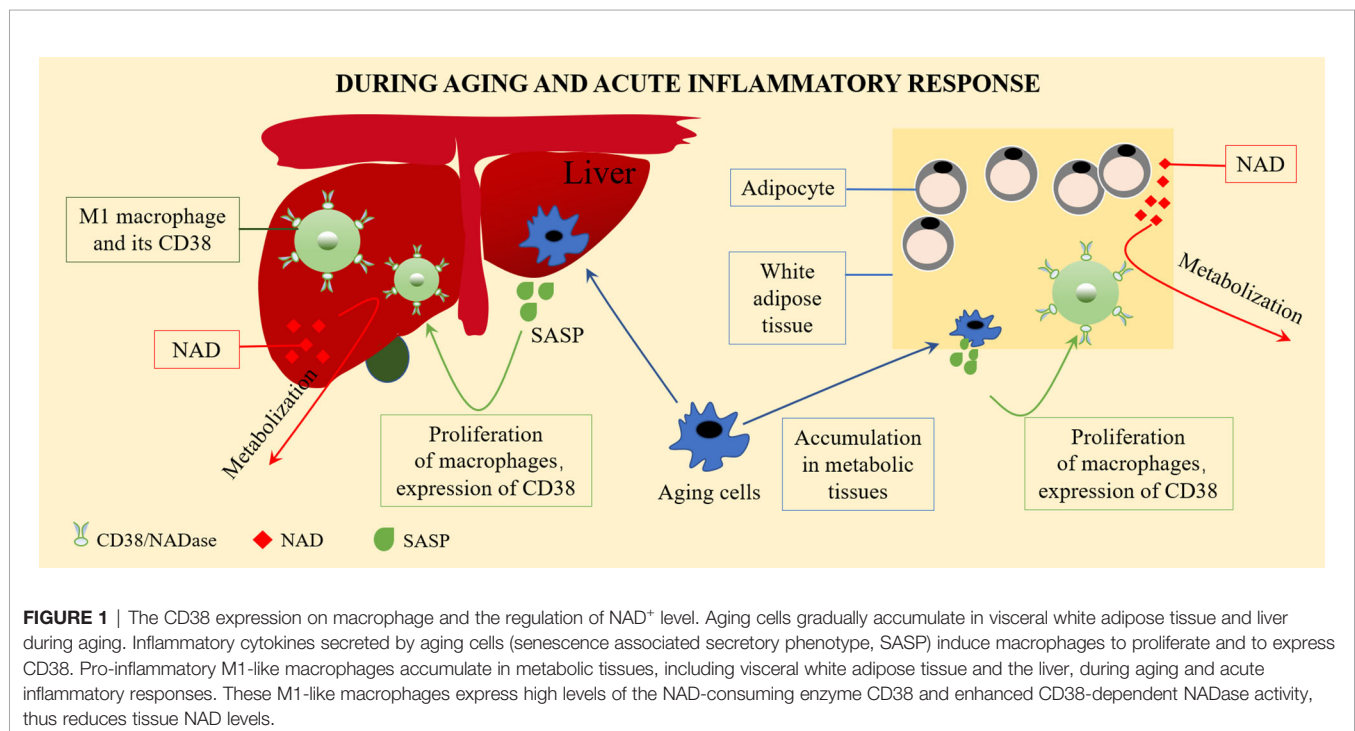 DURING AGING AND ACUTE INFLAMMATORY RESPONSE
Liver
M1 macrophage
and its CD38
NAD
Metabolization
SASP
Proliferation
of macrophages,
expression of CD38
Aging cells
Adipocyte
White
adipose
tissue
NAD
Metabolization
Accumulation
in metabolic
tissues
Proliferation
of macrophages,
expression of CD38
CD38/NADase
NAD
SASP
FIGURE 1 | The CD38 expression on macrophage and the regulation of NAD⁺ level. Aging cells gradually accumulate in visceral white adipose tissue and liver
during aging. Inflammatory cytokines secreted by aging cells (senescence associated secretory phenotype, SASP) induce macrophages to proliferate and to express
CD38. Pro-inflammatory M1-like macrophages accumulate in metabolic tissues, including visceral white adipose tissue and the liver, during aging and acute
inflammatory responses. These M1-like macrophages express high levels of the NAD-consuming enzyme CD38 and enhanced CD38-dependent NADase activity,
thus reduces tissue NAD levels.